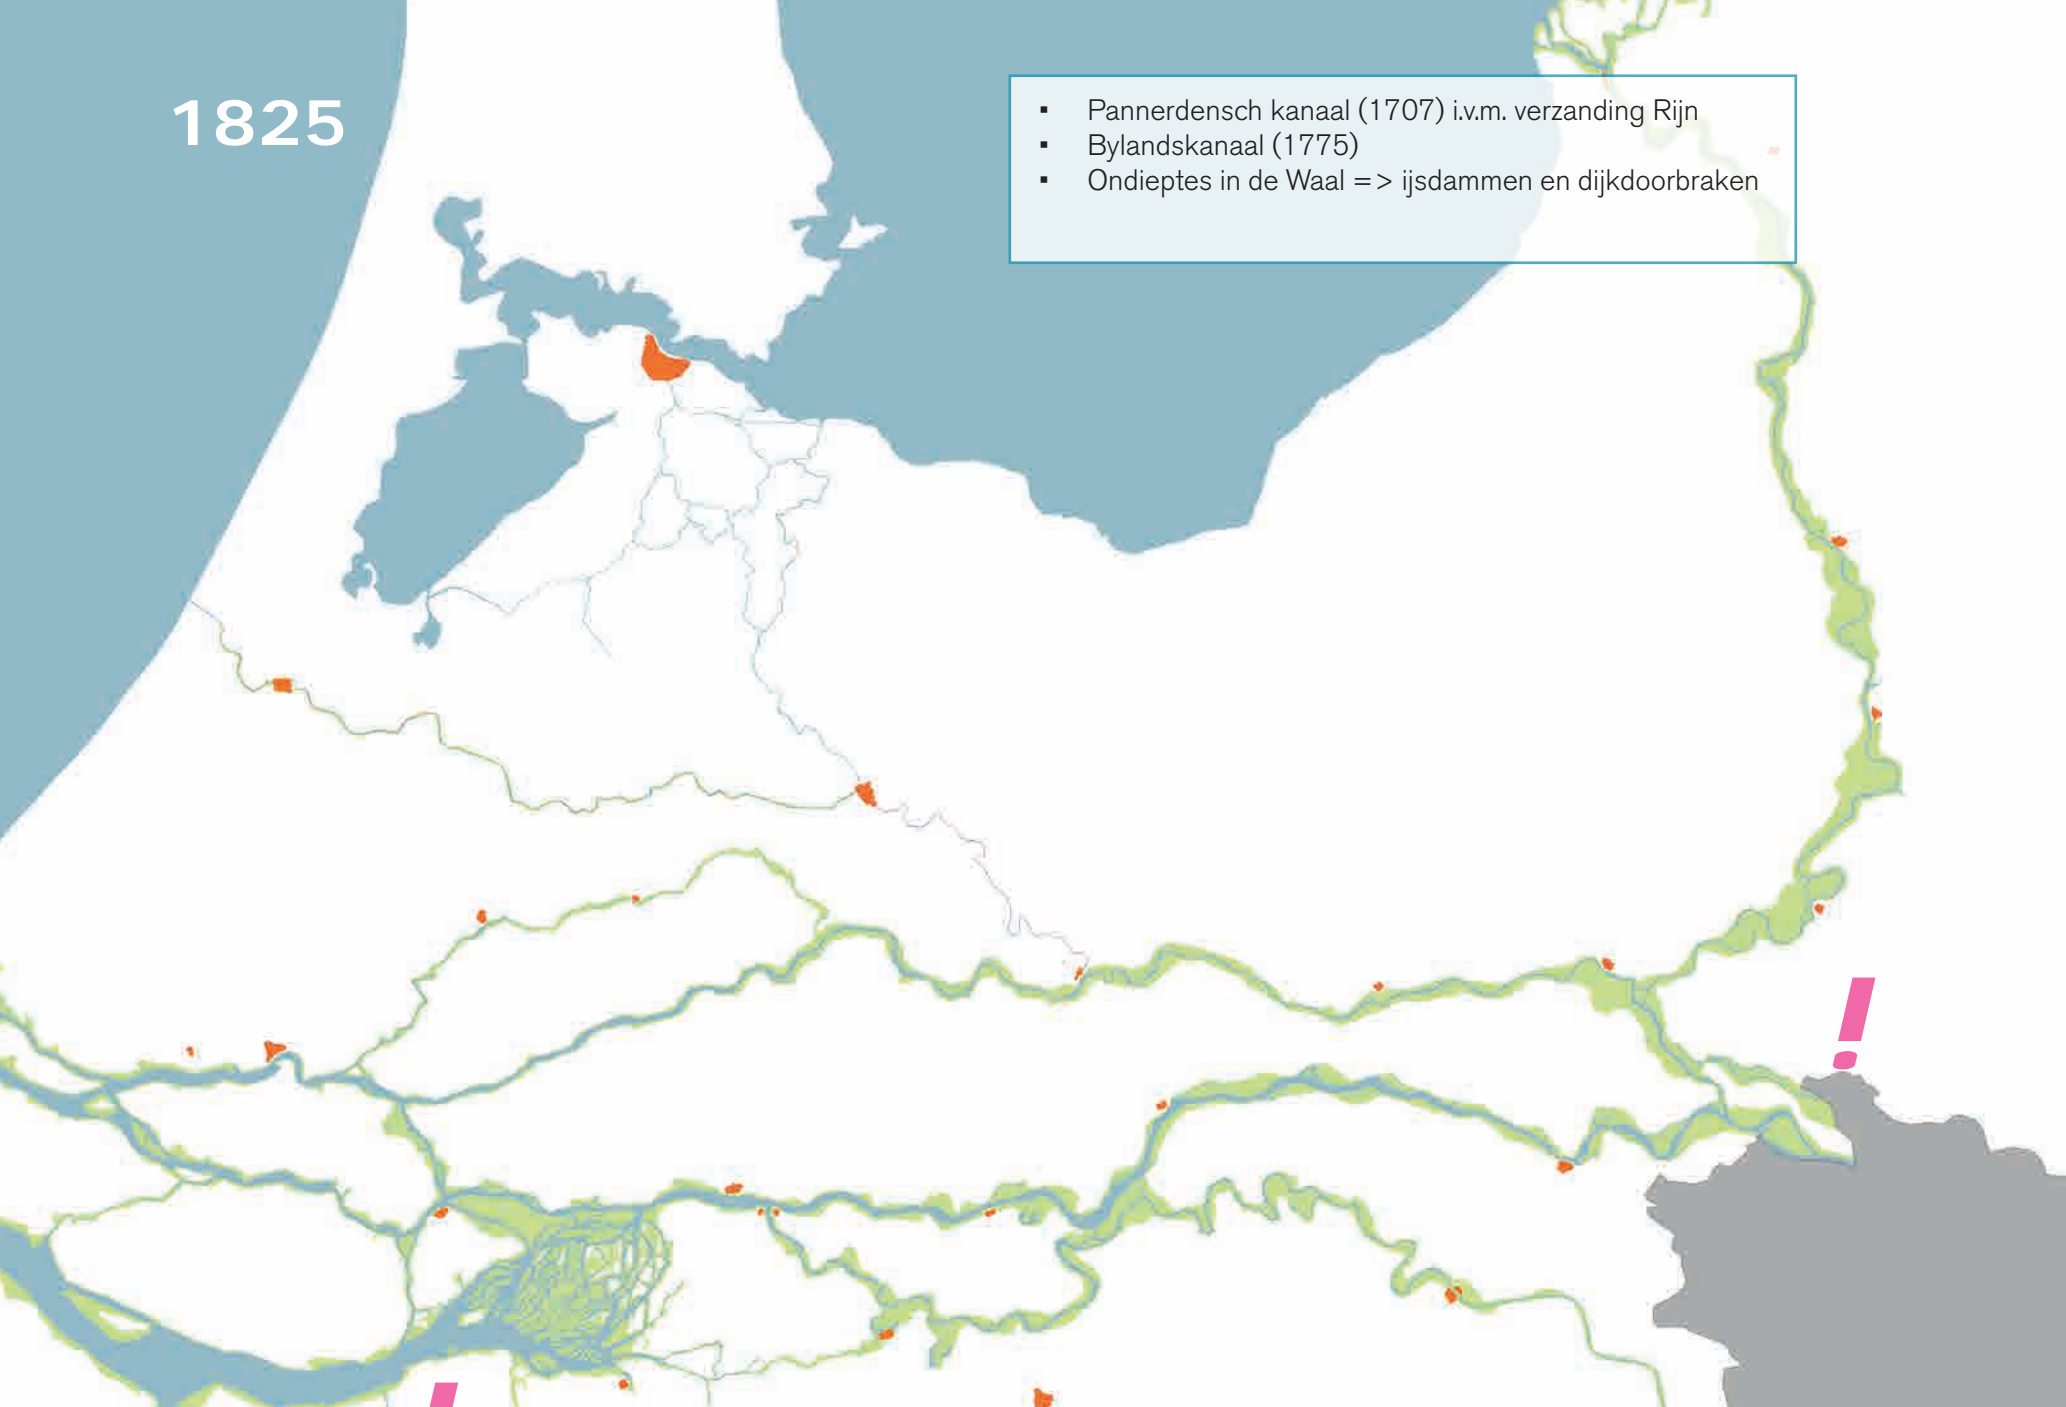 1825
▪ Pannerdensch kanaal (1707) i.v.m. verzanding Rijn
▪ Bylandskanaal (1775)
▪ Ondieptes in de Waal => ijsdammen en dijkdoorbraken
!
!